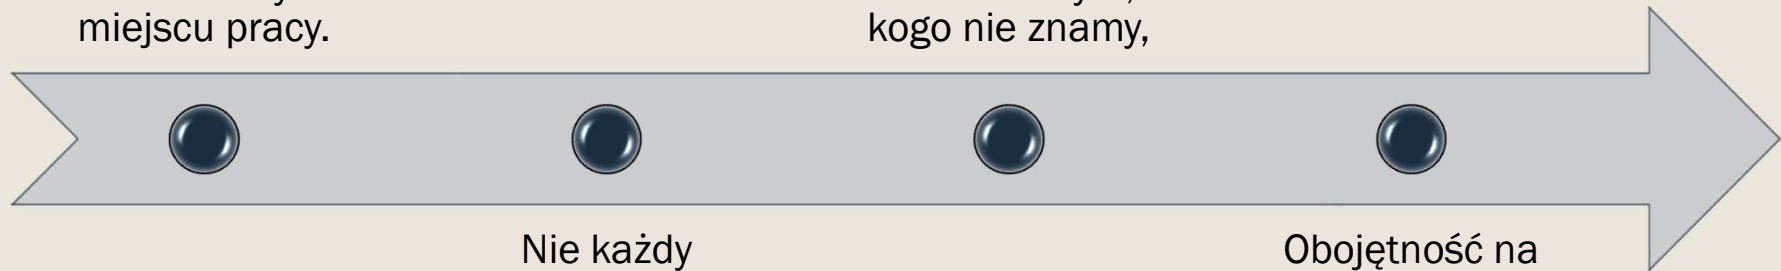 miejscu pracy.
kogo nie znamy,
Nie każdy
Obojętność na